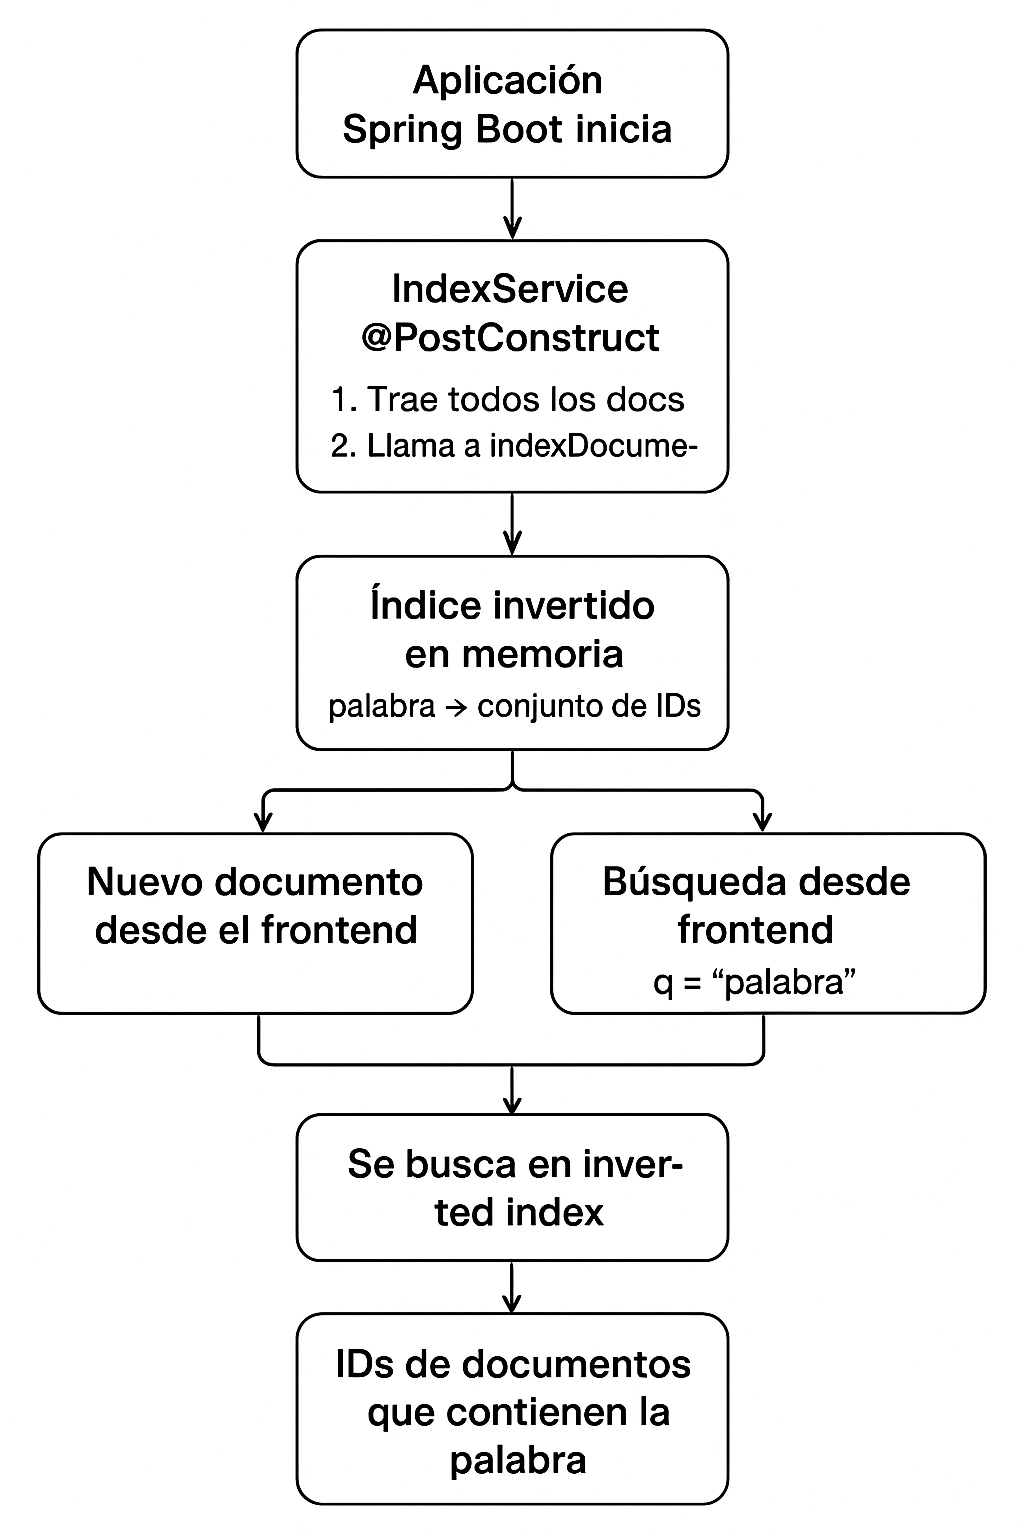 Aplicación
Spring Boot inicia
IndexService
@PostConstruct
1. Trae todos los docs
2. Llama a indexDocume-
Índice invertido
en memoria
palabra → conjunto de IDs
Nuevo documento
desde el frontend
Búsqueda desde
frontend
q = “palabra”
Se busca en inver-
ted index
IDs de documentos
que contienen la
palabra